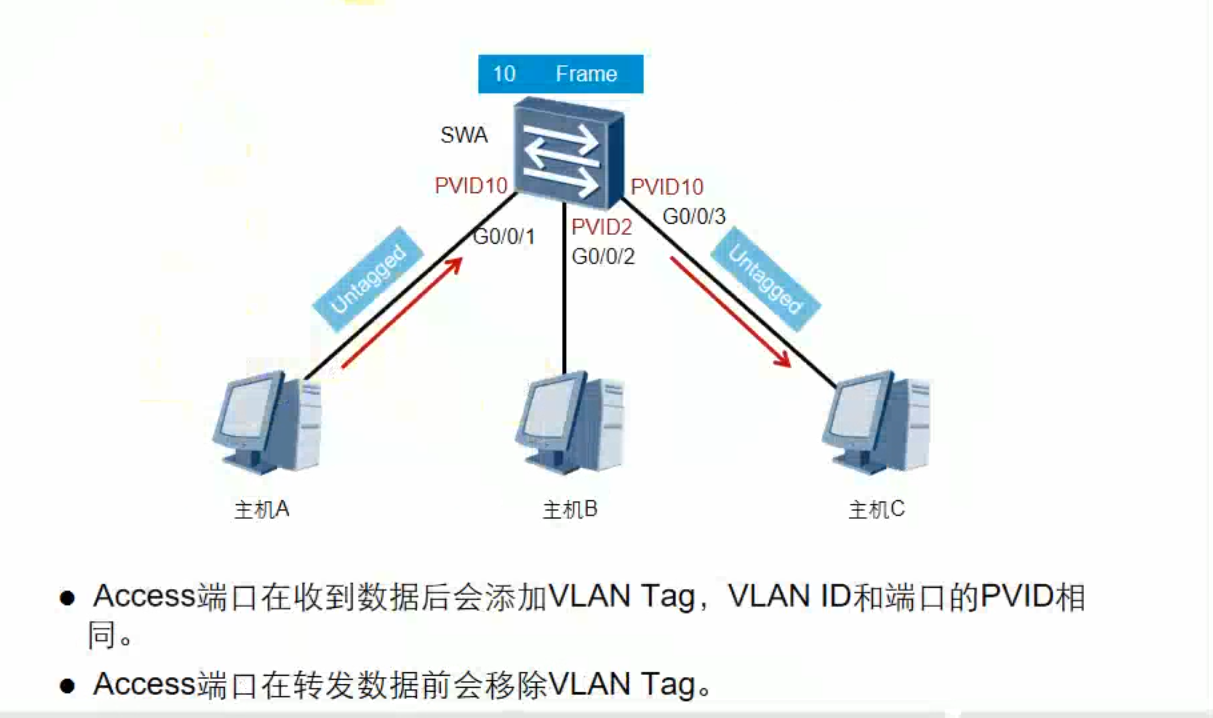 10 Frame
SWA
PVID10
PVID10
G0/0/3
G0/0/1
PVID2
G0/0/2
Untagged
Untagged
主机A
主机B
主机C
● Access端口在收到数据后会添加VLAN Tag，VLAN ID和端口的PVID相
同。
● Access端口在转发数据前会移除VLAN Tag。